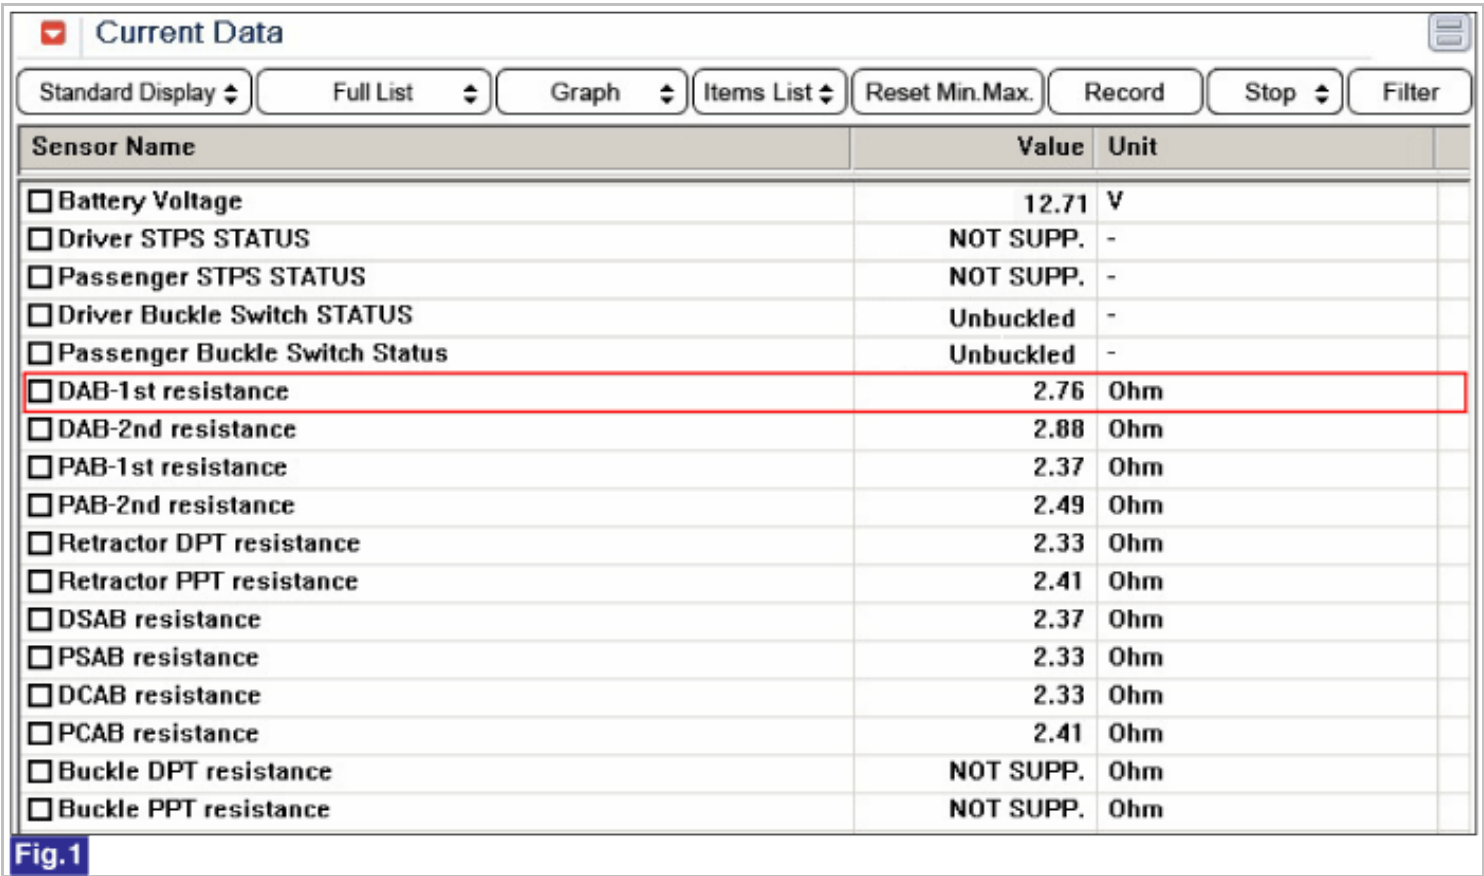 Current Data
Standard Display Full List Graph Items List Reset Min.Max. Record Stop Filter
Sensor Name Value Unit
Battery Voltage 12.71 V
Driver STPS STATUS NOT SUPP. -
Passenger STPS STATUS NOT SUPP. -
Driver Buckle Switch STATUS Unbuckled -
Passenger Buckle Switch Status Unbuckled -
DAB-1st resistance 2.76 Ohm
DAB-2nd resistance 2.88 Ohm
PAB-1st resistance 2.37 Ohm
PAB-2nd resistance 2.49 Ohm
Retractor DPT resistance 2.33 Ohm
Retractor PPT resistance 2.41 Ohm
DSAB resistance 2.37 Ohm
PSAB resistance 2.33 Ohm
DCAB resistance 2.33 Ohm
PCAB resistance 2.41 Ohm
Buckle DPT resistance NOT SUPP. Ohm
Buckle PPT resistance NOT SUPP. Ohm
Fig.1